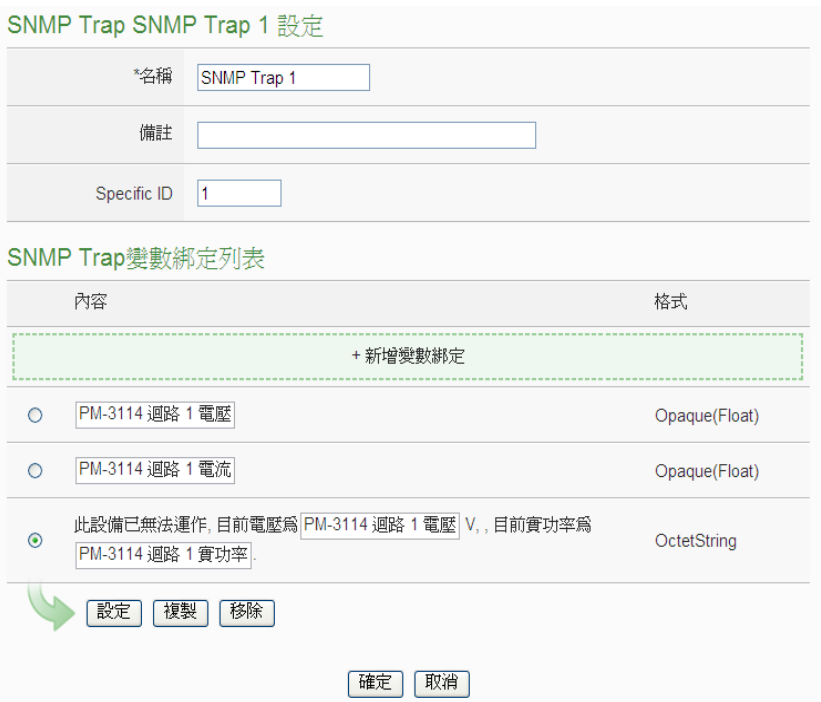 SNMP Trap SNMP Trap 1 設定
*名稱 SNMP Trap 1
備註
Specific ID 1
SNMP Trap變數綁定列表
內容 格式
+ 新增變數綁定
PM-3114 迴路 1 電壓 Opaque(Float)
PM-3114 迴路 1 電流 Opaque(Float)
此設備已無法運作, 目前電壓爲 PM-3114 迴路 1 電壓 V, , 目前實功率爲
PM-3114 迴路 1 實功率 .
OctetString
設定 複製 移除
確定 取消